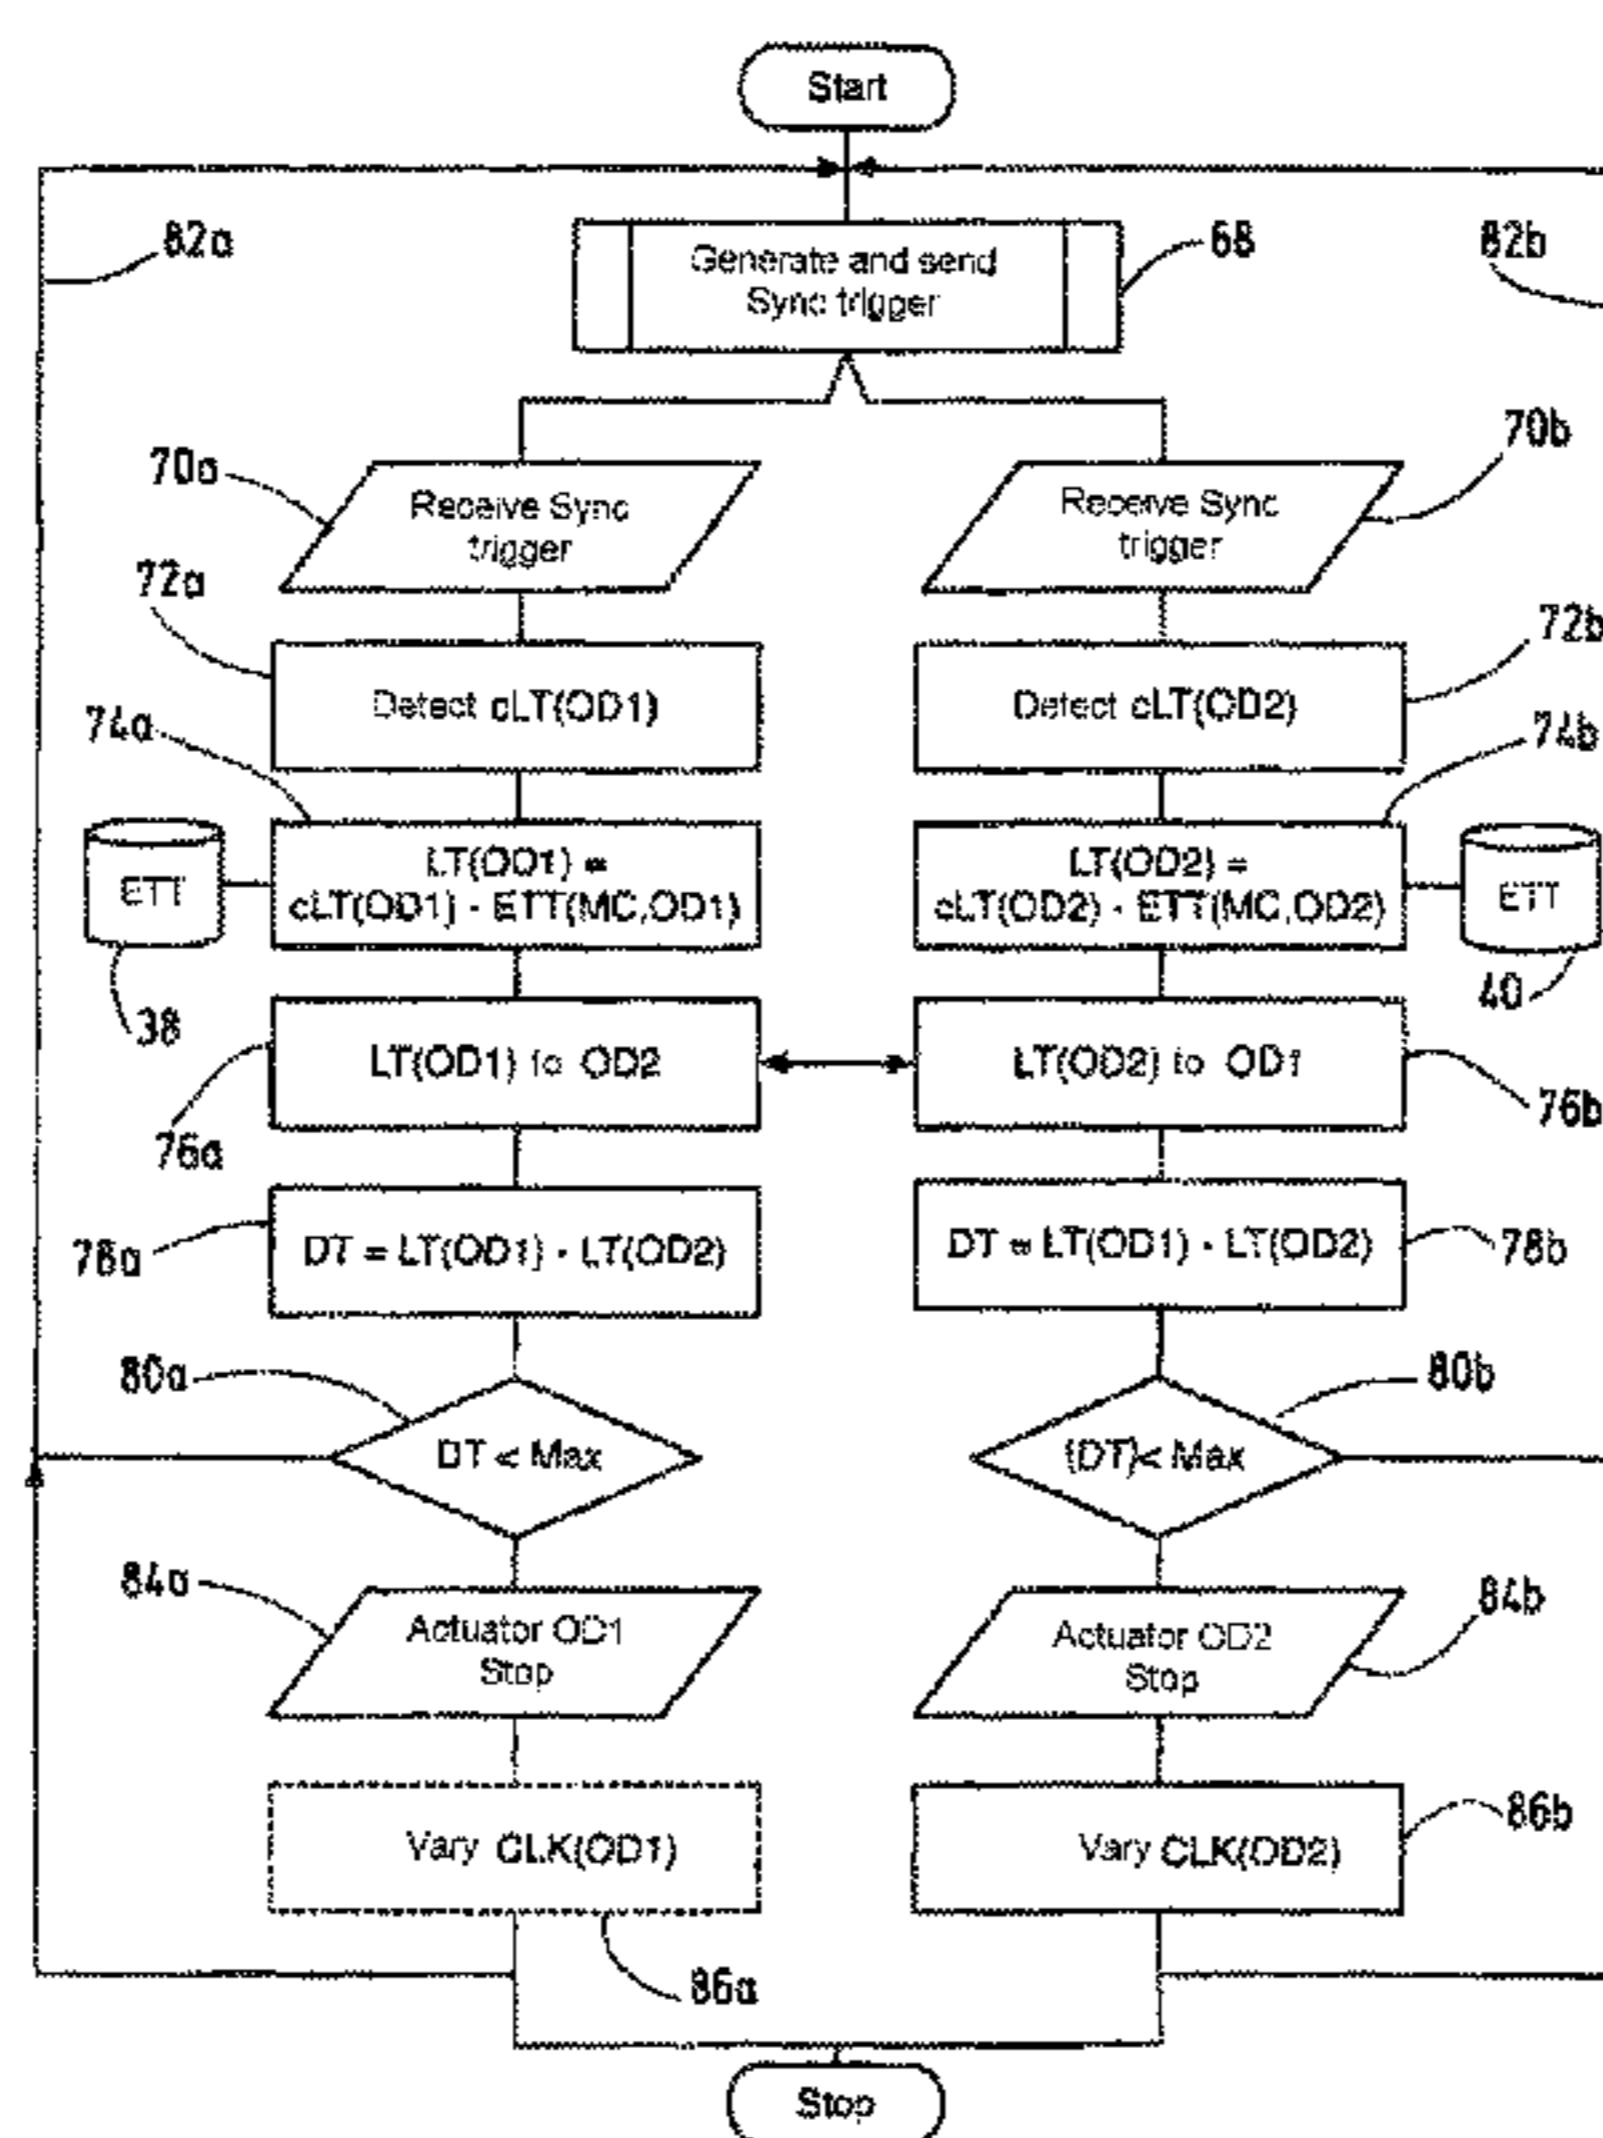 Start
82a
Generate and send
Sync trigger
68
82b
70a
Receive Sync
trigger
Receive Sync
trigger
70b
72a
Detect cLT(OD1)
Detect cLT(OD2)
72b
74a
ETT
LT(OD1) =
cLT(OD1) - ETT(MC,OD1)
LT(OD2) =
cLT(OD2) - ETT(MC,OD2)
74b
ETT
38
40
LT(OD1) to OD2
LT(OD2) to OD1
76a
76b
78a
DT = LT(OD1) - LT(OD2)
DT = LT(OD1) - LT(OD2)
78b
80a
DT < Max
(DT)< Max
80b
84a
Actuator OD1
Stop
Actuator OD2
Stop
84b
Vary CLK(OD1)
Vary CLK(OD2)
86b
86a
Stop